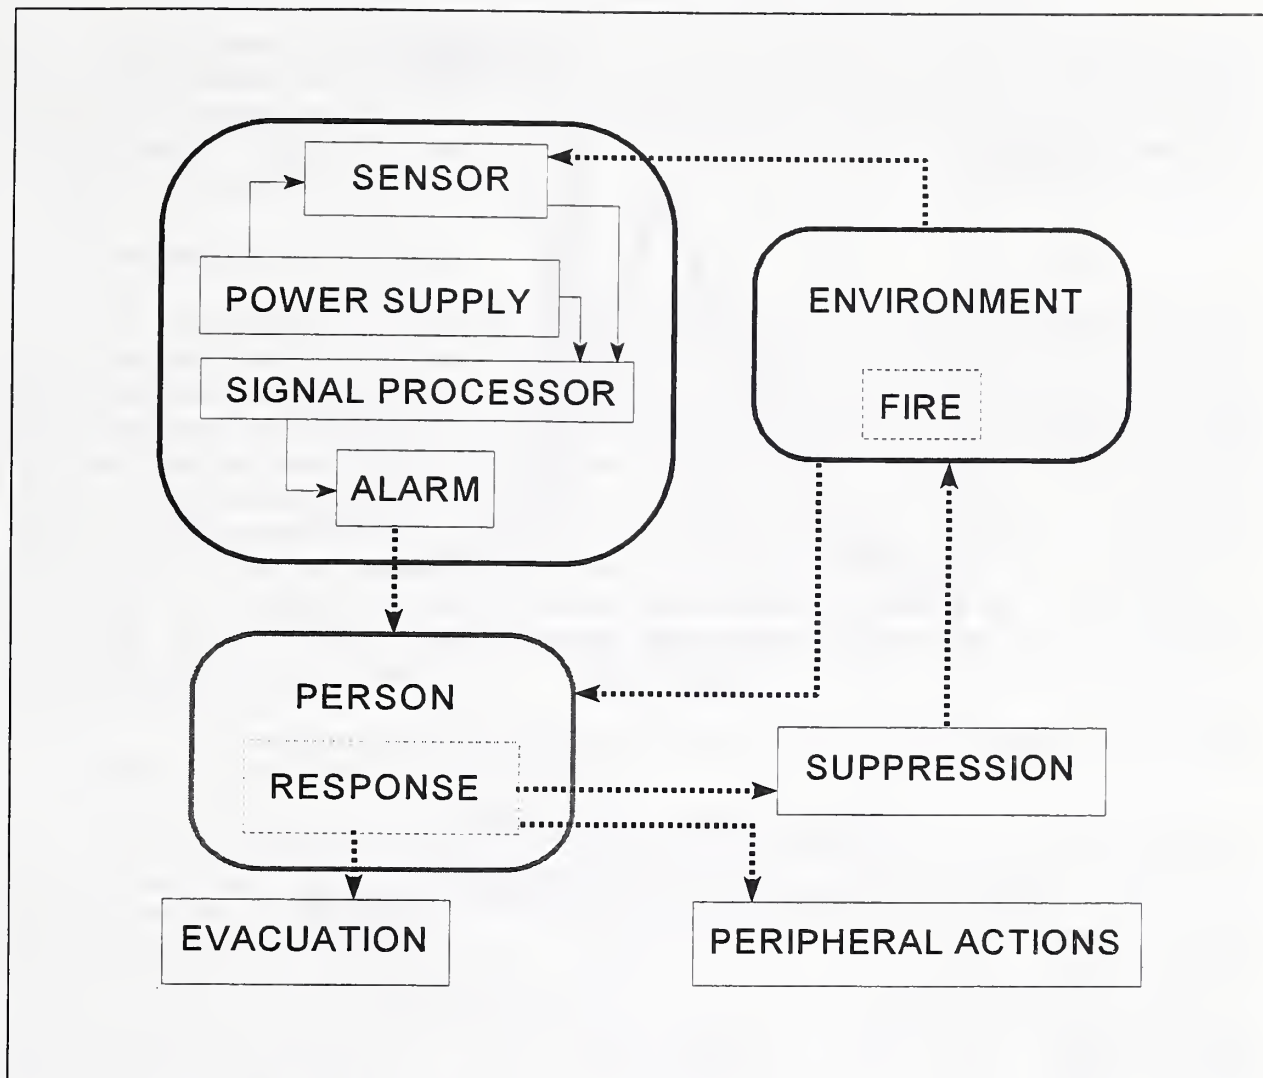 SENSOR
POWER SUPPLY
SIGNAL PROCESSOR
ALARM
ENVIRONMENT
FIRE
PERSON
RESPONSE
SUPPRESSION
EVACUATION
PERIPHERAL ACTIONS